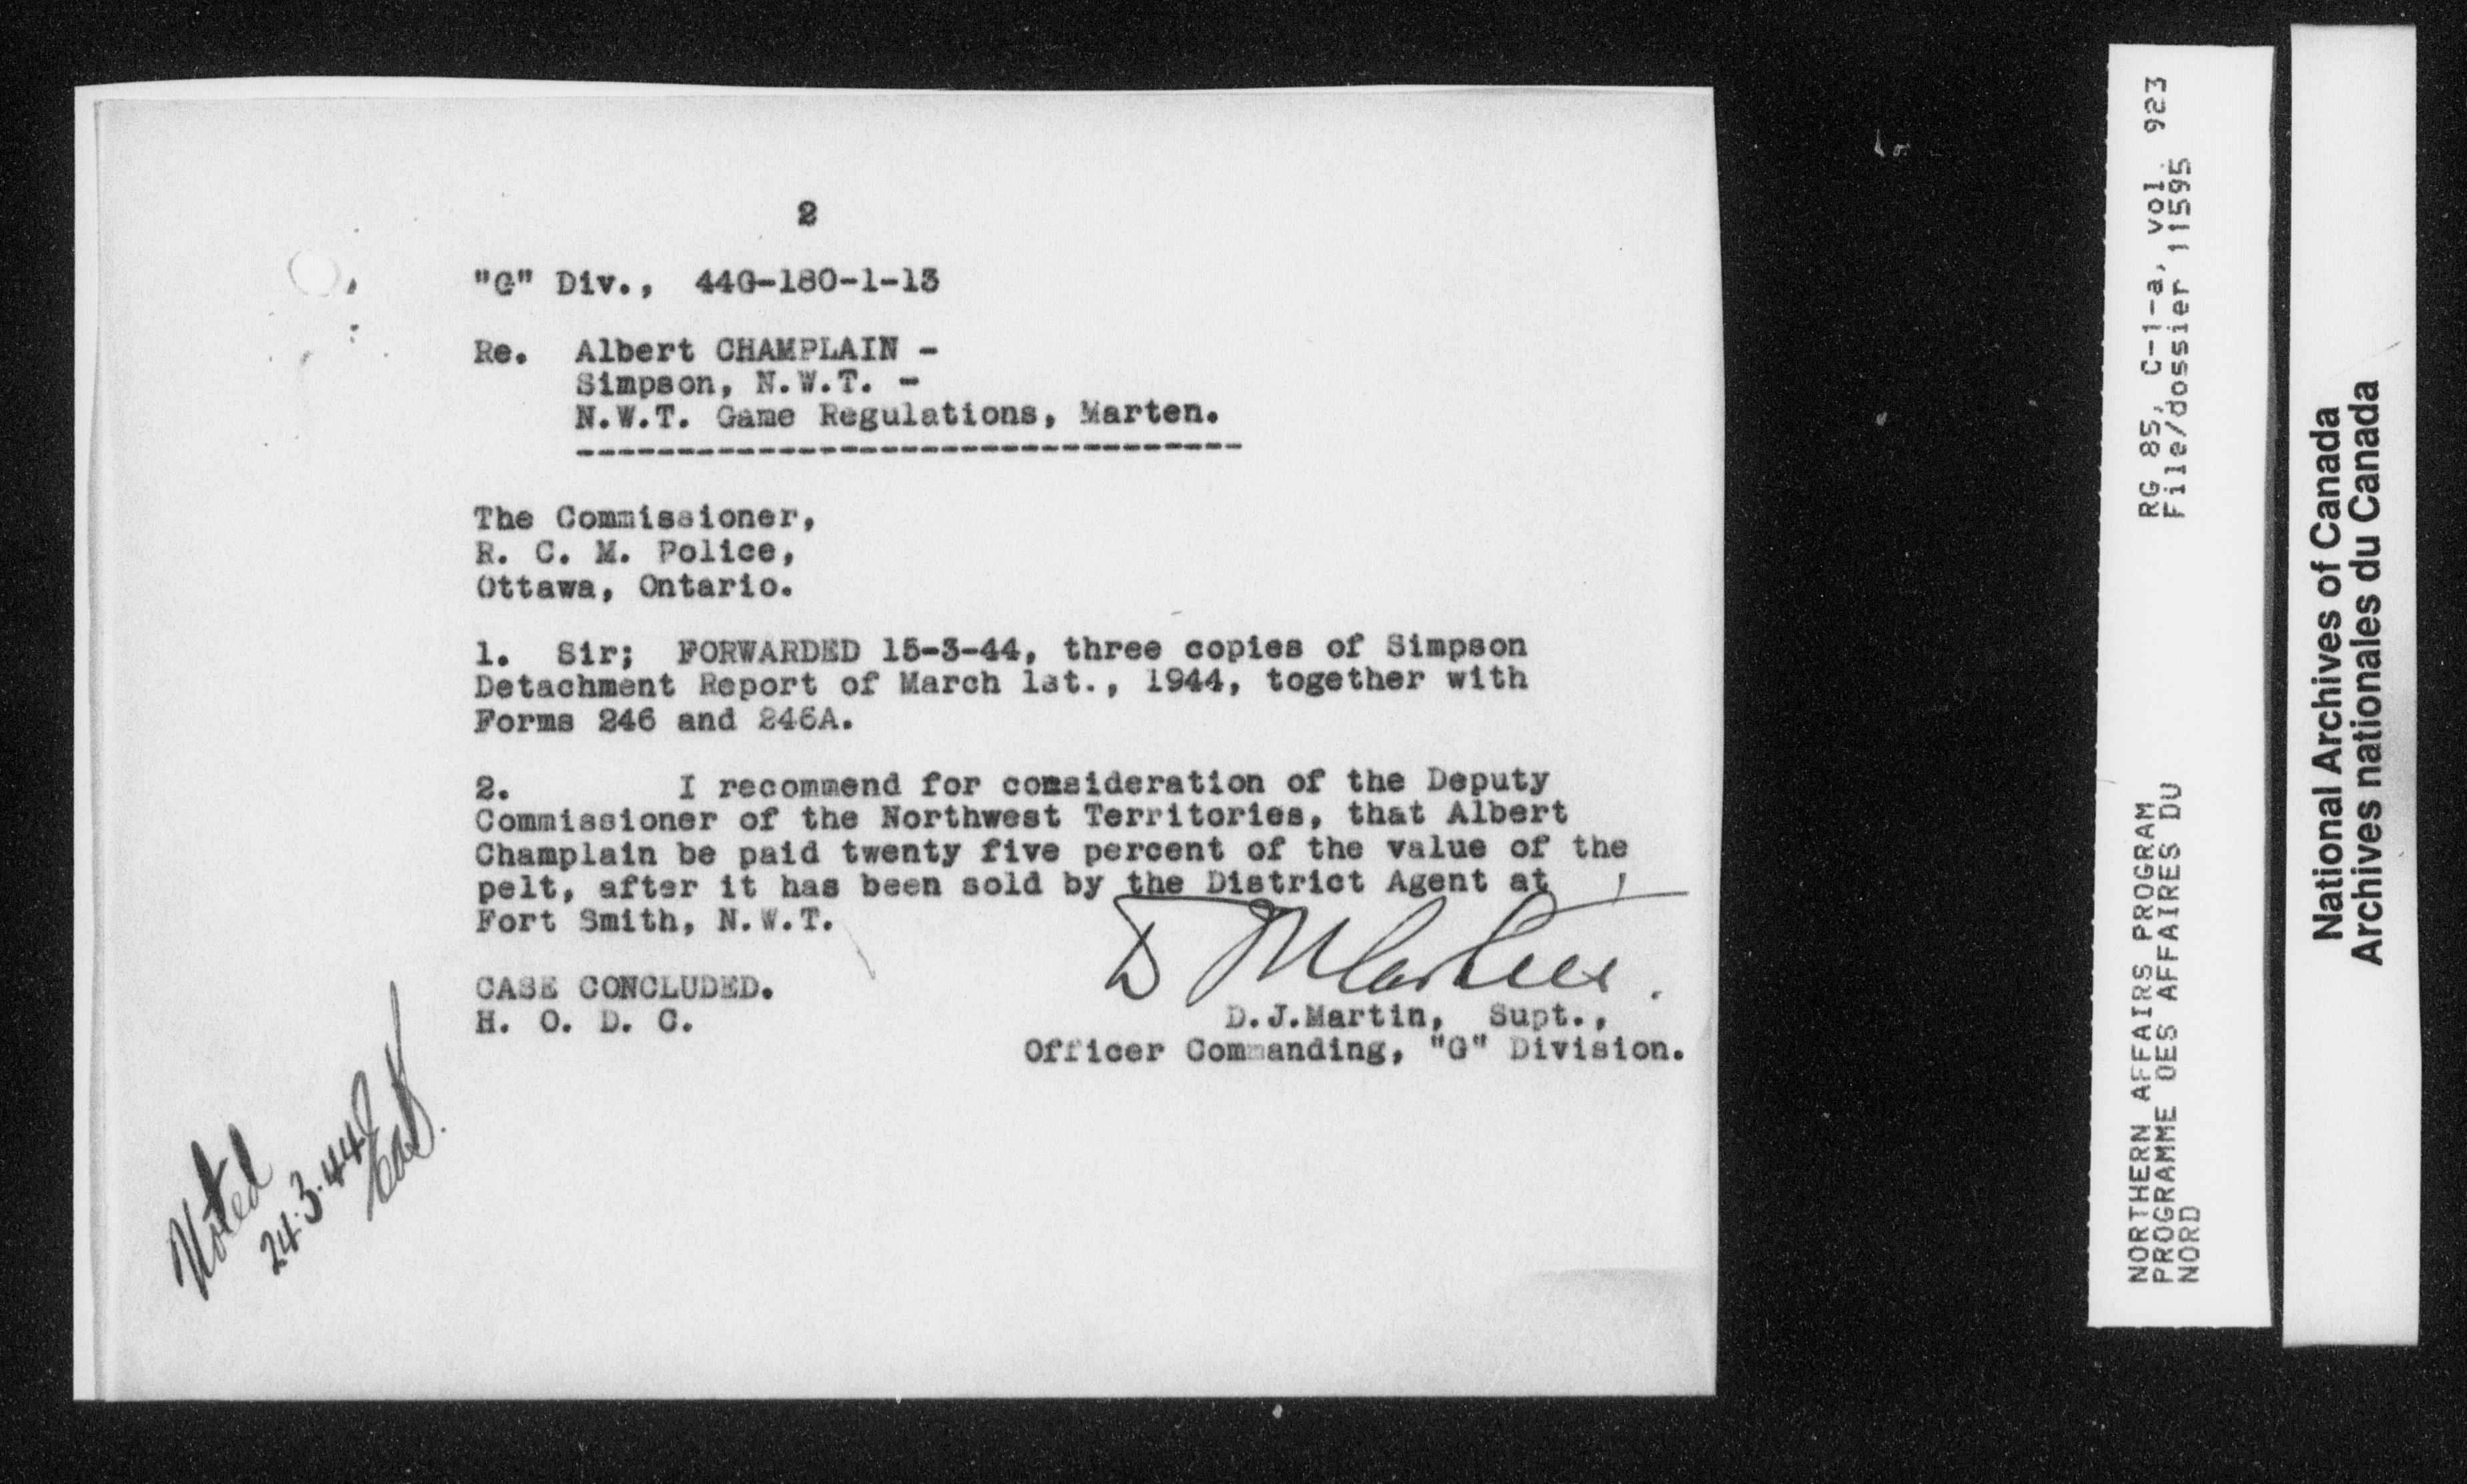 2
"G" Div., 44G-180-1-13
Re. Albert CHAMPLAIN -
Simpson, N.W.T. -
N.W.T. Game Regulations, Marten.
---------------------------------
The Commissioner,
R. C. M. Police,
Ottawa, Ontario.
1. Sir; FORWARDED 15-3-44, three copies of Simpson
Detachment Report of March 1st., 1944, together with
Forms 246 and 246A.
2. I recommend for consideration of the Deputy
Commissioner of the Northwest Territories, that Albert
Champlain be paid twenty five percent of the value of the
pelt, after it has been sold by the District Agent at
Fort Smith, N.W.T.
D Martin.
CASE CONCLUDED.
H. O. D. C.
D.J.Martin, Supt.,
Officer Commanding, "G" Division.
Noted
24.3.44
RG 85, C-1-a, vol. 923
File/dossier 11595
NORTHERN AFFAIRS PROGRAM
PROGRAMME DES AFFAIRES DU
NORD
National Archives of Canada
Archives nationales du Canada